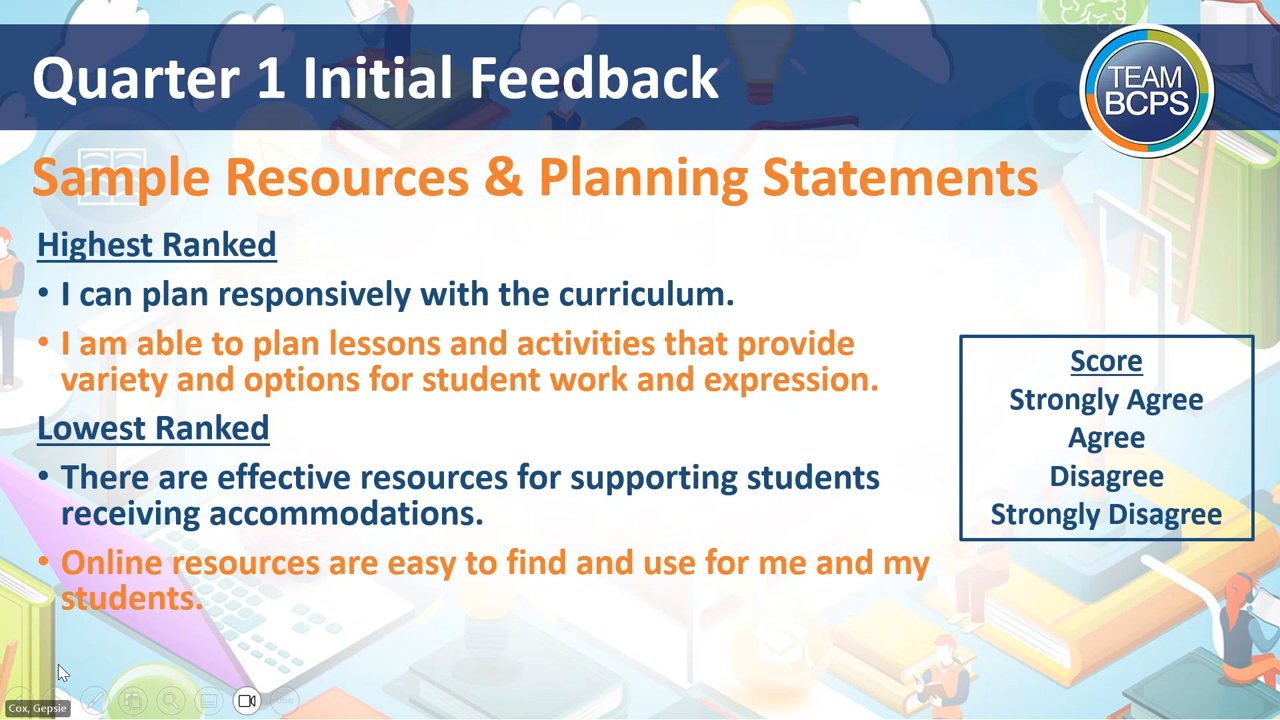 Quarter 1 Initial Feedback
TEAM
BCPS
Sample Resources & Planning Statements
Highest Ranked
• I can plan responsively with the curriculum.
• I am able to plan lessons and activities that provide
variety and options for student work and expression.
Lowest Ranked
• There are effective resources for supporting students
receiving accommodations.
• Online resources are easy to find and use for me and my
students.
Score
Strongly Agree
Agree
Disagree
Strongly Disagree
Cox, Gepsie